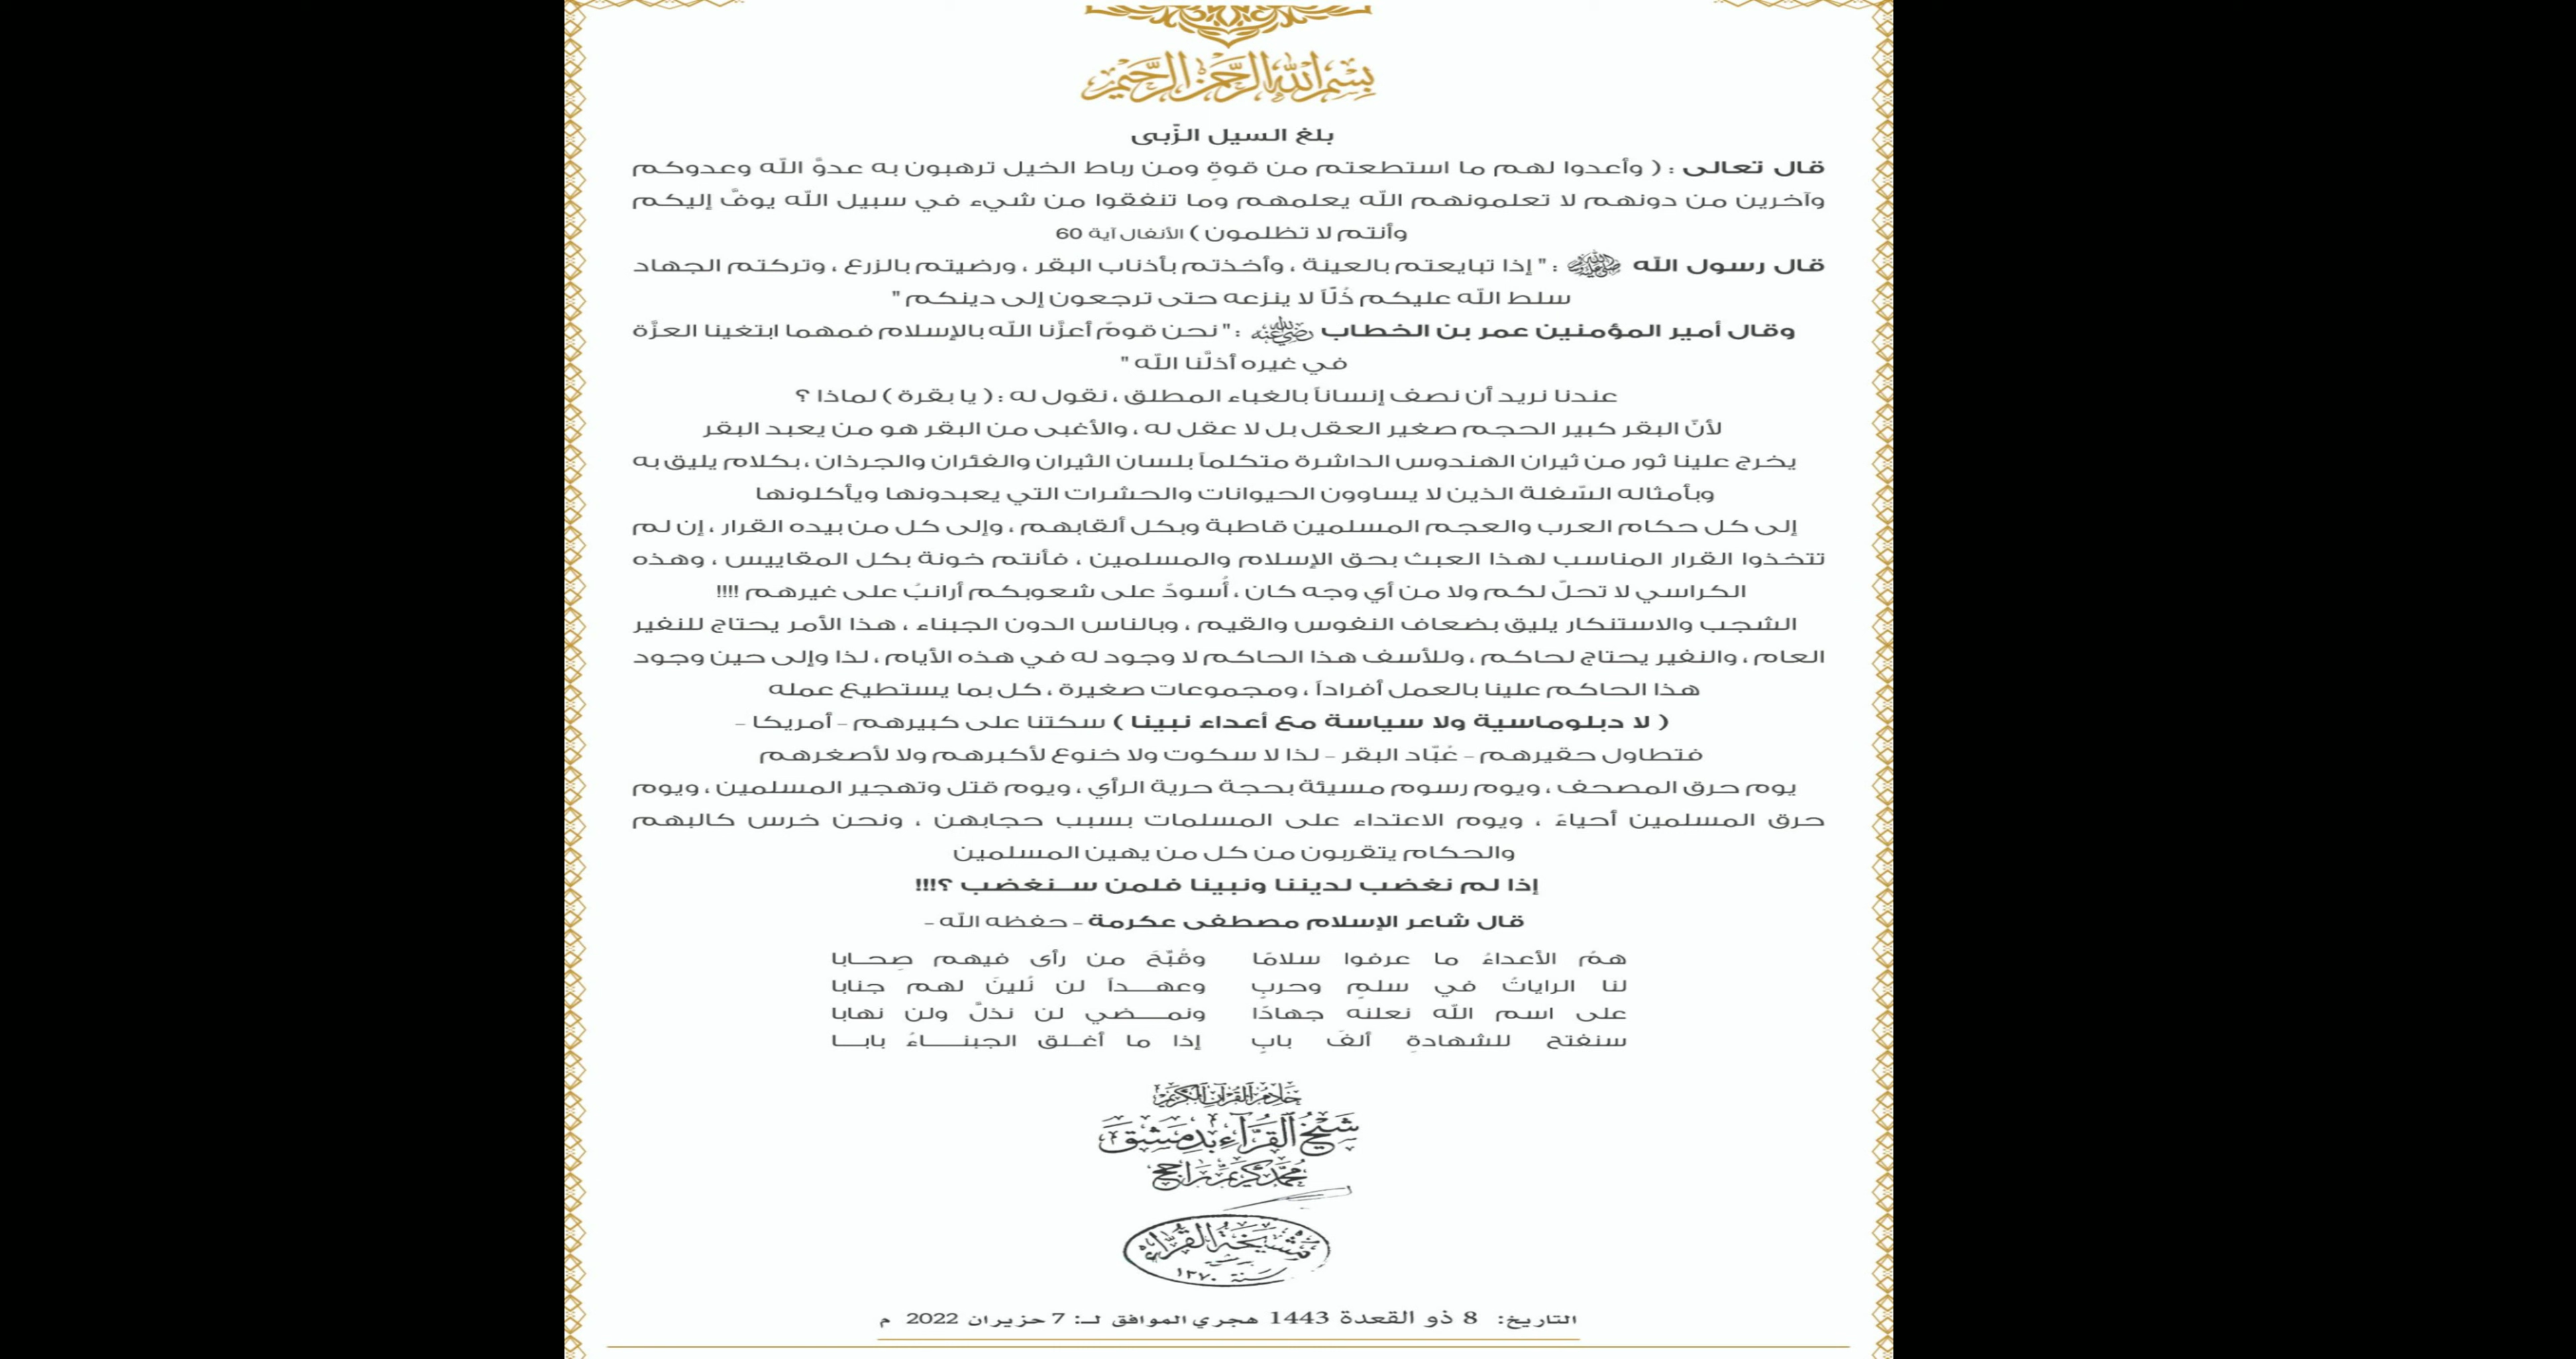 بسم الله الرحمن الرحيم
بلغ السيل الزّبى
قال تعالى : ( وأعدوا لهم ما استطعتم من قوةٍ ومن رباط الخيل ترهبون به عدوَّ الله وعدوكم
وآخرين من دونهم لا تعلمونهم الله يعلمهم وما تنفقوا من شيء في سبيل الله يوفَّ إليكم
وأنتم لا تظلمون ) الأنفال آية 60
قال رسول الله ﷺ : " إذا تبايعتم بالعينة ، وأخذتم بأذناب البقر ، ورضيتم بالزرع ، وتركتم الجهاد
سلط الله عليكم ذُلّاً لا ينزعه حتى ترجعون إلى دينكم "
وقال أمير المؤمنين عمر بن الخطاب رضي الله عنه : " نحن قومٌ أعزَّنا الله بالإسلام فمهما ابتغينا العزَّة
في غيره أذلَّنا الله "
عندنا نريد أن نصف إنساناً بالغباء المطلق ، نقول له : ( يا بقرة ) لماذا ؟
لأنّ البقر كبير الحجم صغير العقل بل لا عقل له ، والأغبى من البقر هو من يعبد البقر
يخرج علينا ثور من ثيران الهندوس الداشرة متكلماً بلسان الثيران والفئران والجرذان ، بكلام يليق به
وبأمثاله السّفلة الذين لا يساوون الحيوانات والحشرات التي يعبدونها ويأكلونها
إلى كل حكام العرب والعجم المسلمين قاطبة وبكل ألقابهم ، وإلى كل من بيده القرار ، إن لم
تتخذوا القرار المناسب لهذا العبث بحق الإسلام والمسلمين ، فأنتم خونة بكل المقاييس ، وهذه
الكراسي لا تحلّ لكم ولا من أي وجه كان ، أُسودٌ على شعوبكم أرانبُ على غيرهم !!!!
الشجب والاستنكار يليق بضعاف النفوس والقيم ، وبالناس الدون الجبناء ، هذا الأمر يحتاج للنفير
العام ، والنفير يحتاج لحاكم ، وللأسف هذا الحاكم لا وجود له في هذه الأيام ، لذا وإلى حين وجود
هذا الحاكم علينا بالعمل أفراداً ، ومجموعات صغيرة ، كل بما يستطيع عمله
( لا دبلوماسية ولا سياسة مع أعداء نبينا ) سكتنا على كبيرهم - أمريكا -
فتطاول حقيرهم - عبّاد البقر - لذا لا سكوت ولا خنوع لأكبرهم ولا لأصغرهم
يوم حرق المصحف ، ويوم رسوم مسيئة بحجة حرية الرأي ، ويوم قتل وتهجير المسلمين ، ويوم
حرق المسلمين أحياءً ، ويوم الاعتداء على المسلمات بسبب حجابهن ، ونحن خرس كالبهم
والحكام يتقربون من كل من يهين المسلمين
إذا لم نغضب لديننا ونبينا فلمن سـنغضب ؟!!!
قال شاعر الإسلام مصطفى عكرمة - حفظه الله -
همُ الأعداءُ ما عرفوا سلامًا وقُبّحَ من رأى فيهم صِحـابا
لنا الراياتُ في سلمٍ وحربِ وعهـــداً لن نُلينَ لهم جنابا
على اسم الله نعلنه جهادًا ونمـــضي لن نذلَّ ولن نهابا
سنفتح للشهادةِ ألفَ بابٍ إذا ما أغـلق الجبنـــاءُ بابــا
خادم القرآن الكريم
شيخ القراء بدمشق
محمد كريم راجح
مشيخة القراء
سنة ١٣٧٠
التاريخ: 8 ذو القعدة 1443 هجري الموافق لـ: 7 حزيران 2022 م